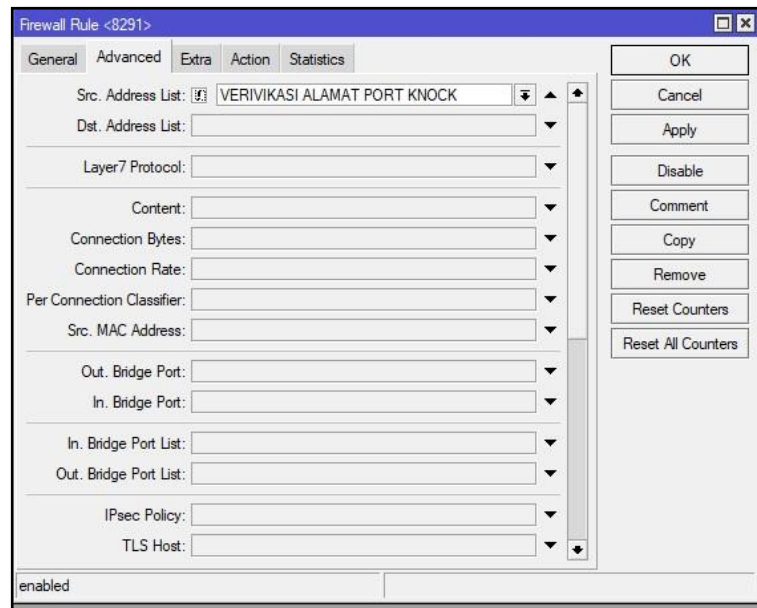 Firewall Rule <8291>
General Advanced Extra Action Statistics
Src. Address List: ! VERIVIKASI ALAMAT PORT KNOCK
Dst. Address List:
Layer7 Protocol:
Content:
Connection Bytes:
Connection Rate:
Per Connection Classifier:
Src. MAC Address:
Out. Bridge Port:
In. Bridge Port:
In. Bridge Port List:
Out. Bridge Port List:
IPsec Policy:
TLS Host:
enabled
OK
Cancel
Apply
Disable
Comment
Copy
Remove
Reset Counters
Reset All Counters